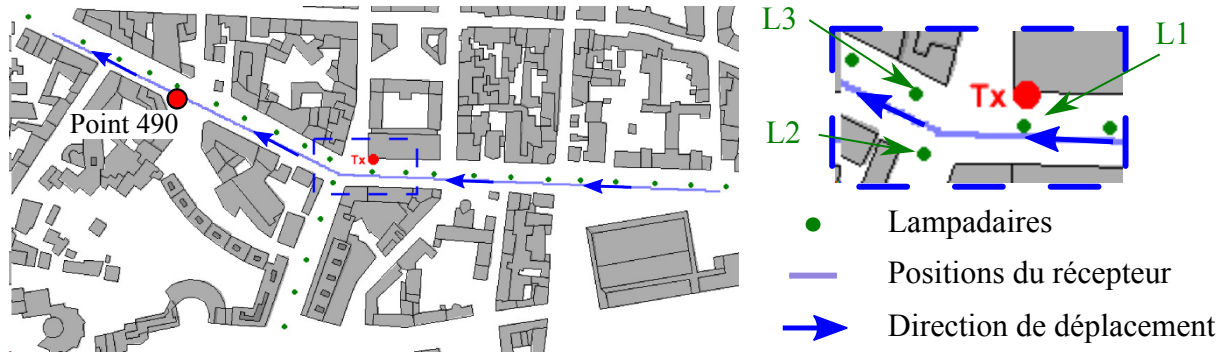 Point 490
Tx
L3
L1
Tx
L2
Lampadaires
Positions du récepteur
Direction de déplacement